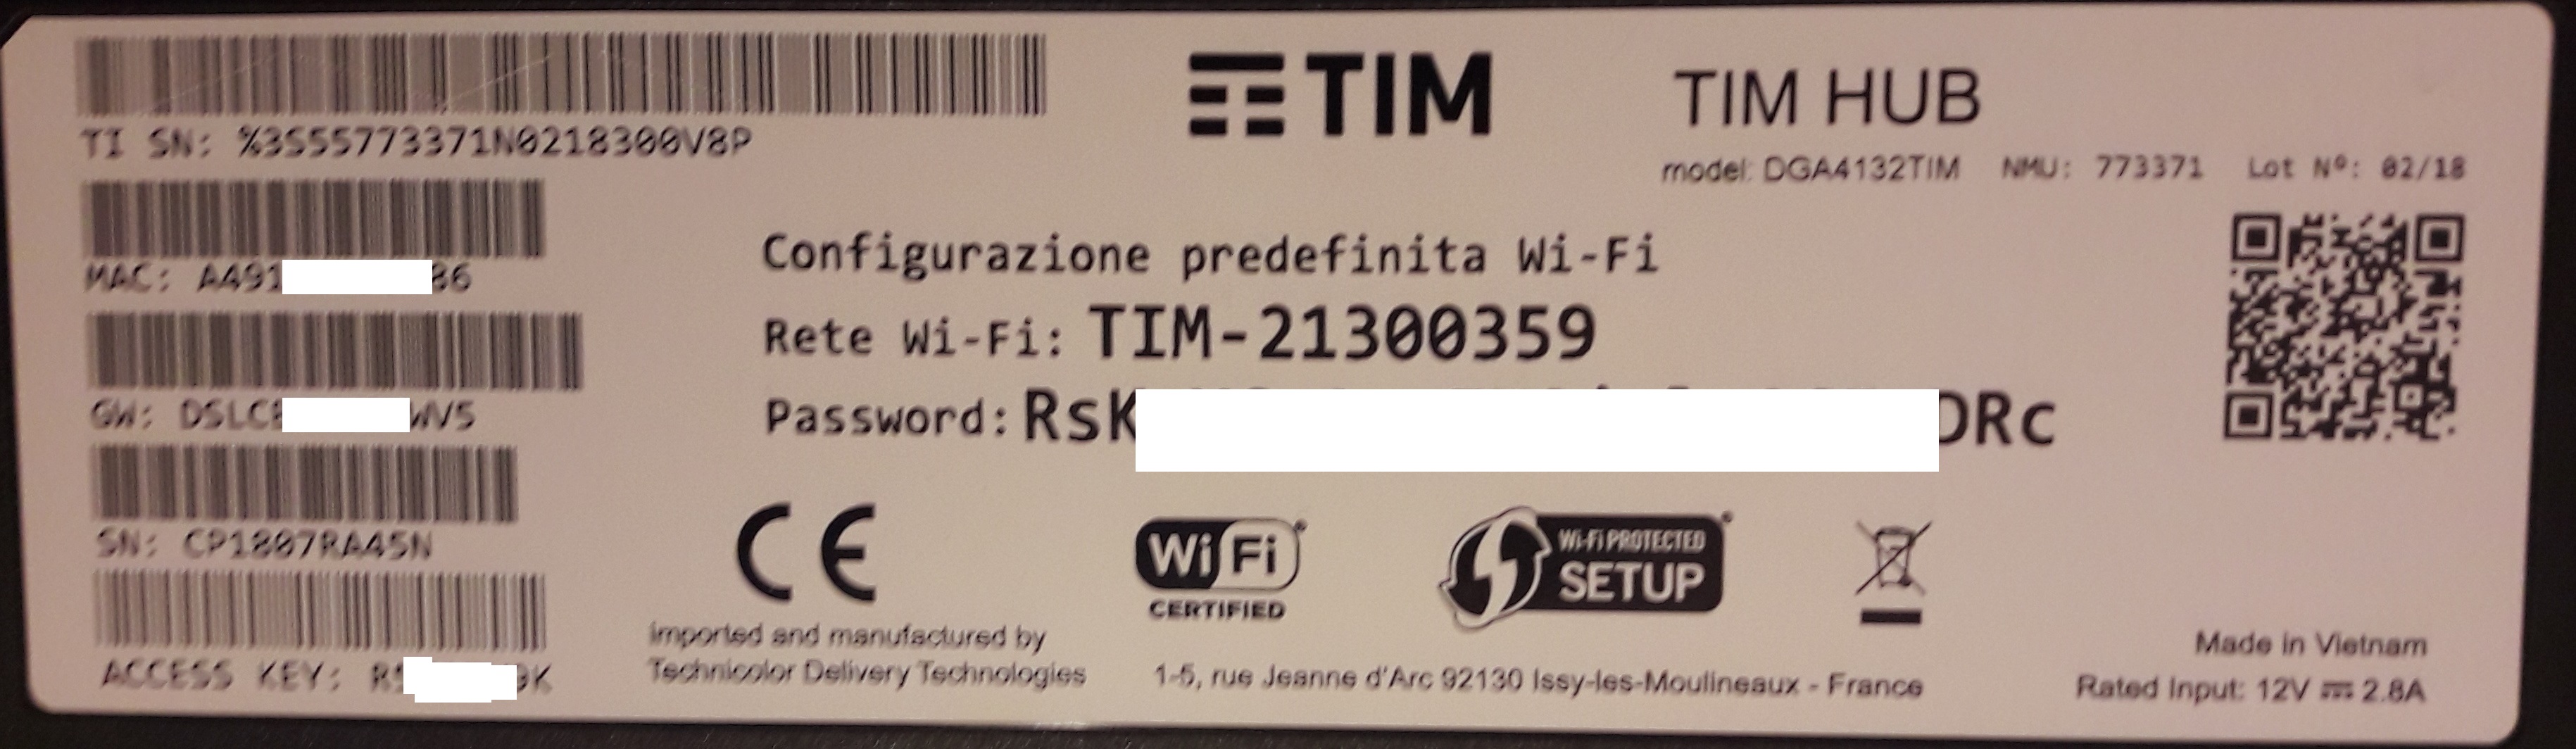 TI SN: %3S55773371N0218300V8P
MAC: A491 86
GW: DSLC WV5
SN: CP1807RA45N
ACCESS KEY: R 9K
TIM
TIM HUB
model: DGA4132TIM NMU: 773371 Lot Nº: 02/18
Configurazione predefinita Wi-Fi
Rete Wi-Fi: TIM-21300359
Password: RsK DRc
CE
Wi Fi
CERTIFIED
Wi-Fi PROTECTED
SETUP
imported and manufactured by
Technicolor Delivery Technologies
1-5, rue Jeanne d'Arc 92130 Issy-les-Moulineaux - France
Made in Vietnam
Rated Input: 12V ⎓ 2.8A